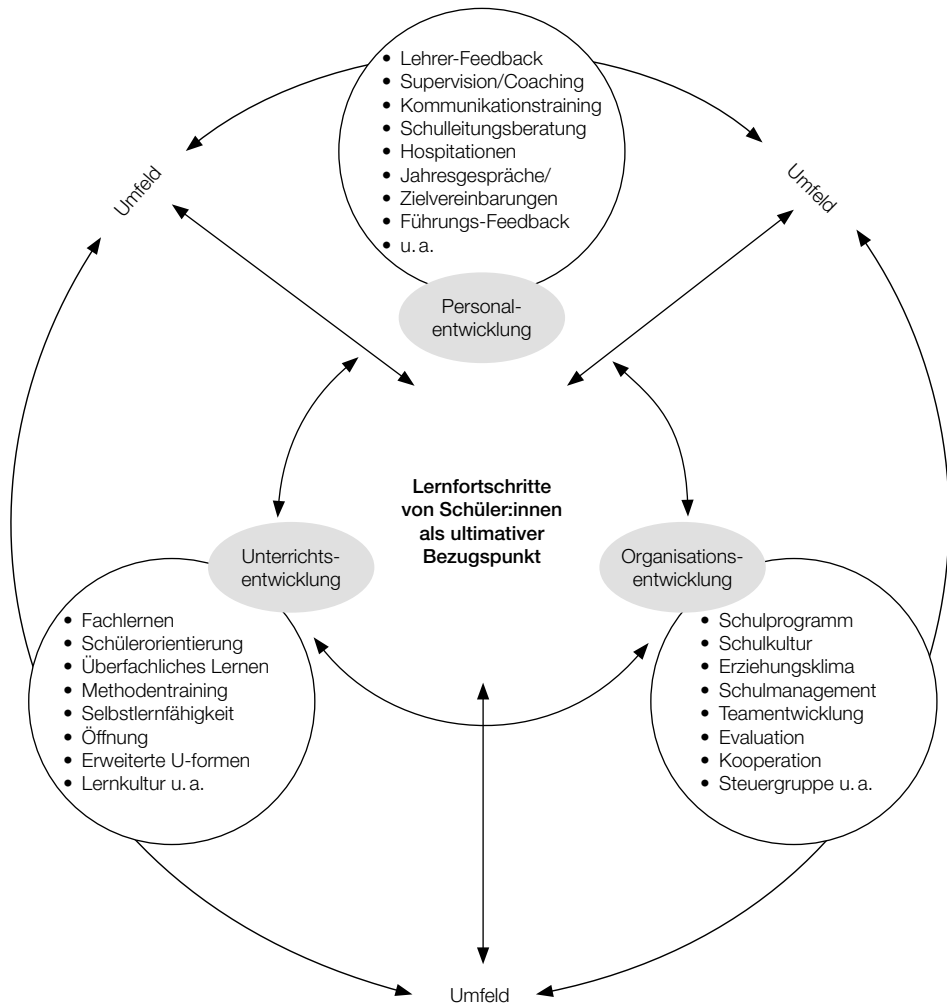 • Lehrer-Feedback
• Supervision/Coaching
• Kommunikationstraining
• Schulleitungsberatung
• Hospitationen
• Jahresgespräche/
• Zielvereinbarungen
• Führungs-Feedback
• u. a.
Personal-
entwicklung
Umfeld
Umfeld
Lernfortschritte
von Schüler:innen
als ultimativer
Bezugspunkt
Unterrichts-
entwicklung
• Fachlernen
• Schülerorientierung
• Überfachliches Lernen
• Methodentraining
• Selbstlernfähigkeit
• Öffnung
• Erweiterte U-formen
• Lernkultur u. a.
Organisations-
entwicklung
• Schulprogramm
• Schulkultur
• Erziehungsklima
• Schulmanagement
• Teamentwicklung
• Evaluation
• Kooperation
• Steuergruppe u. a.
Umfeld